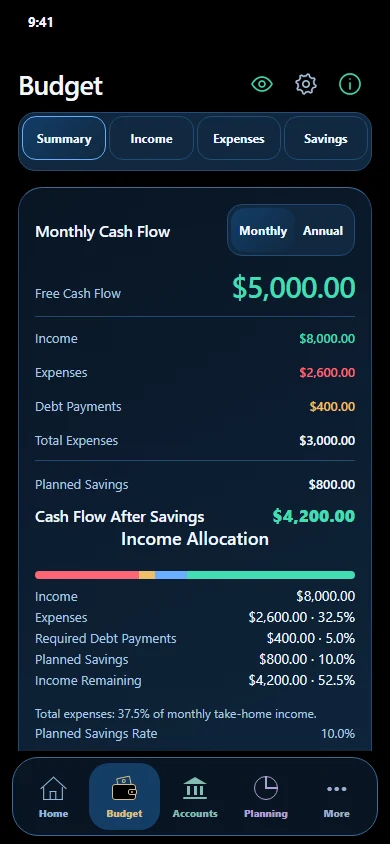 9:41
Budget
Summary Income Expenses Savings
Monthly Cash Flow Monthly Annual
Free Cash Flow $5,000.00
Income $8,000.00
Expenses $2,600.00
Debt Payments $400.00
Total Expenses $3,000.00
Planned Savings $800.00
Cash Flow After Savings $4,200.00
Income Allocation
Income $8,000.00
Expenses $2,600.00 · 32.5%
Required Debt Payments $400.00 · 5.0%
Planned Savings $800.00 · 10.0%
Income Remaining $4,200.00 · 52.5%
Total expenses: 37.5% of monthly take-home income.
Planned Savings Rate 10.0%
Home Budget Accounts Planning More